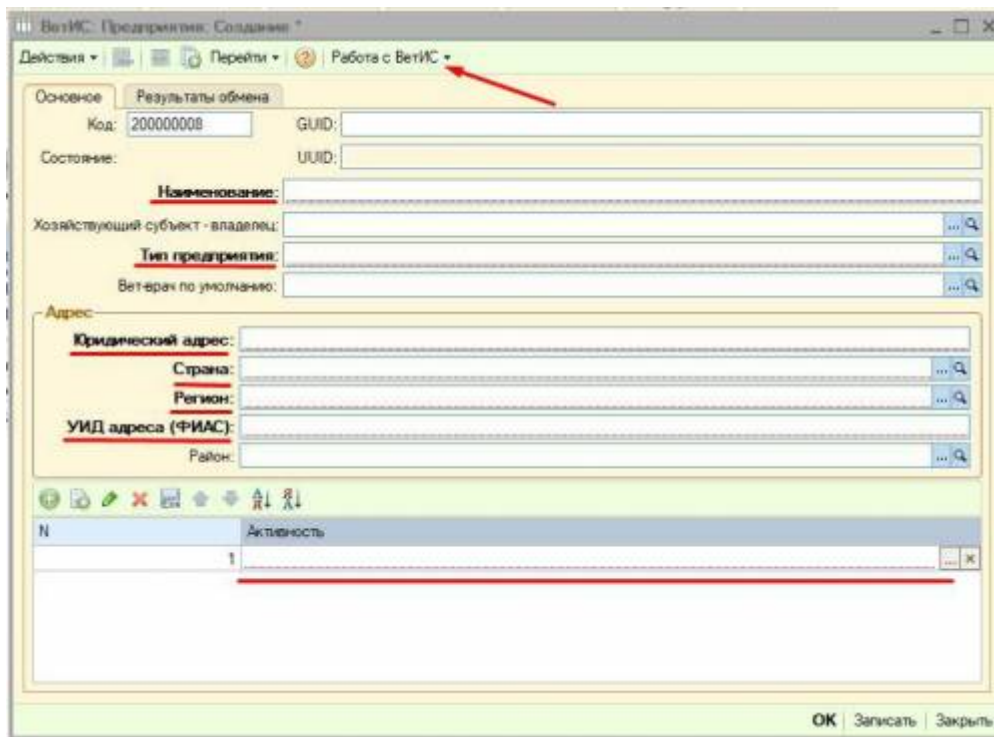 ВетИС: Предприятия: Создание *
Действия Перейти Работа с ВетИС
Основное Результаты обмена
Код: 200000008 GUID:
Состояние: UUID:
Наименование:
Хозяйствующий субъект - владелец:
Тип предприятия:
Вет-врач по умолчанию:
Адрес
Юридический адрес:
Страна:
Регион:
УИД адреса (ФИАС):
Район:
N Активность
1
OK Записать Закрыть